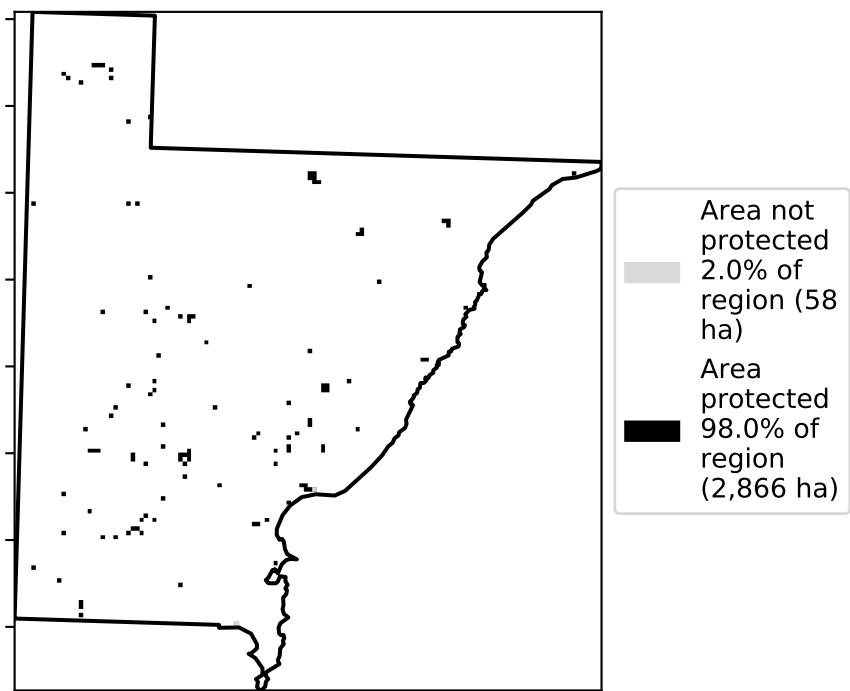 Area not
protected
2.0% of
region (58
ha)
Area
protected
98.0% of
region
(2,866 ha)